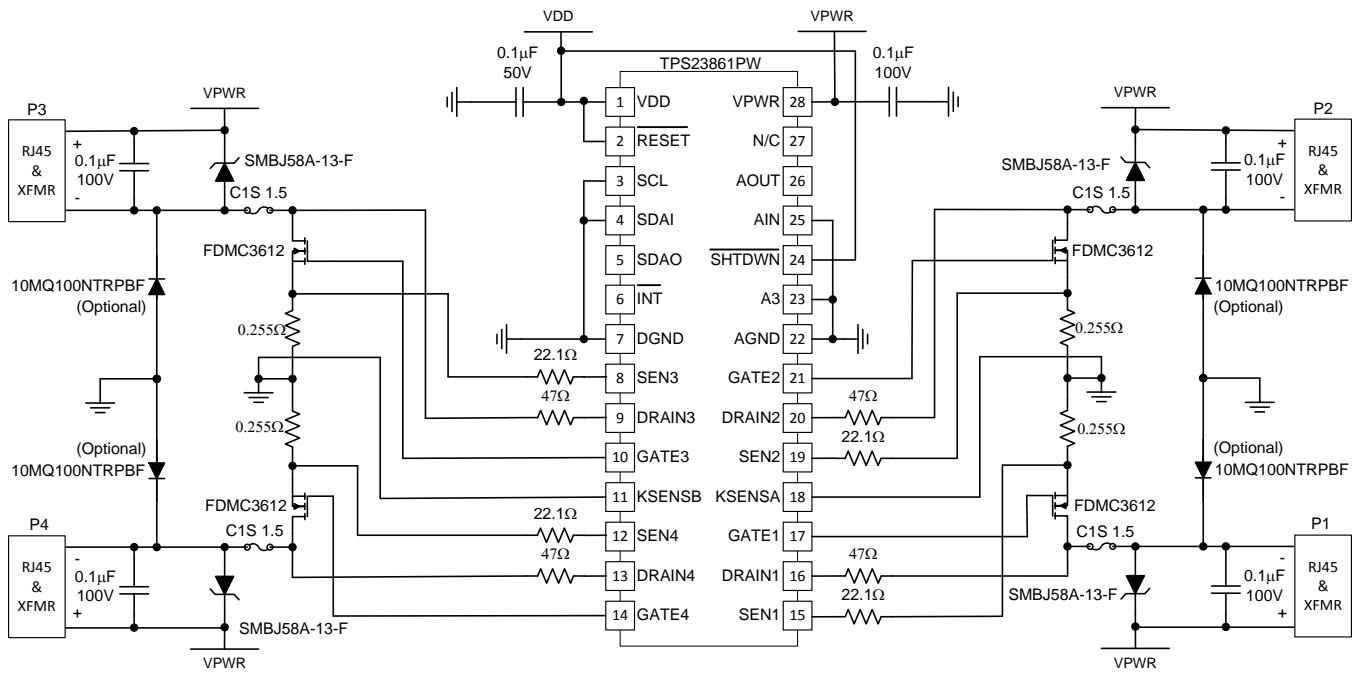 VDD
VPWR
0.1µF
50V
0.1µF
100V
TPS23861PW
1 VDD
2 RESET
3 SCL
4 SDAI
5 SDAO
6 INT
7 DGND
8 SEN3
9 DRAIN3
10 GATE3
11 KSENSB
12 SEN4
13 DRAIN4
14 GATE4
VPWR 28
N/C 27
AOUT 26
AIN 25
SHTDWN 24
A3 23
AGND 22
GATE2 21
DRAIN2 20
SEN2 19
KSENSA 18
GATE1 17
DRAIN1 16
SEN1 15
P3
RJ45
&
XFMR
+
-
0.1µF
100V
VPWR
SMBJ58A-13-F
C1S 1.5
FDMC3612
10MQ100NTRPBF
(Optional)
0.255Ω
22.1Ω
47Ω
0.255Ω
(Optional)
10MQ100NTRPBF
FDMC3612
C1S 1.5
22.1Ω
47Ω
P4
RJ45
&
XFMR
-
+
0.1µF
100V
SMBJ58A-13-F
VPWR
VPWR
P2
SMBJ58A-13-F
0.1µF
100V
+
-
RJ45
&
XFMR
C1S 1.5
FDMC3612
10MQ100NTRPBF
(Optional)
0.255Ω
47Ω
22.1Ω
0.255Ω
(Optional)
10MQ100NTRPBF
FDMC3612
C1S 1.5
47Ω
22.1Ω
P1
SMBJ58A-13-F
0.1µF
100V
-
+
RJ45
&
XFMR
VPWR